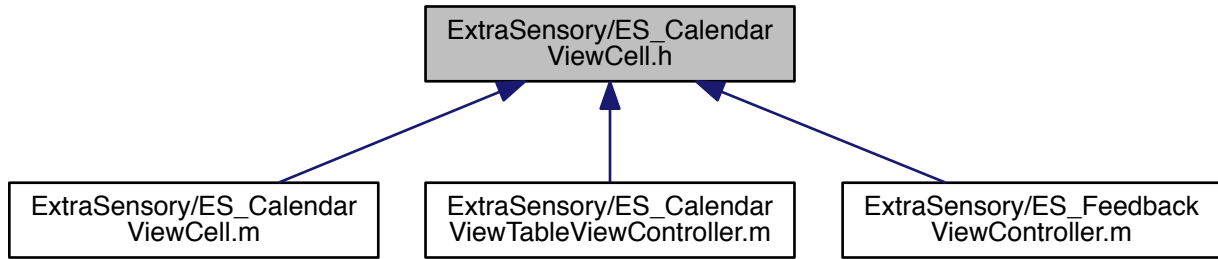 ExtraSensory/ES_Calendar
ViewCell.h
ExtraSensory/ES_Calendar
ViewCell.m
ExtraSensory/ES_Calendar
ViewTableViewController.m
ExtraSensory/ES_Feedback
ViewController.m